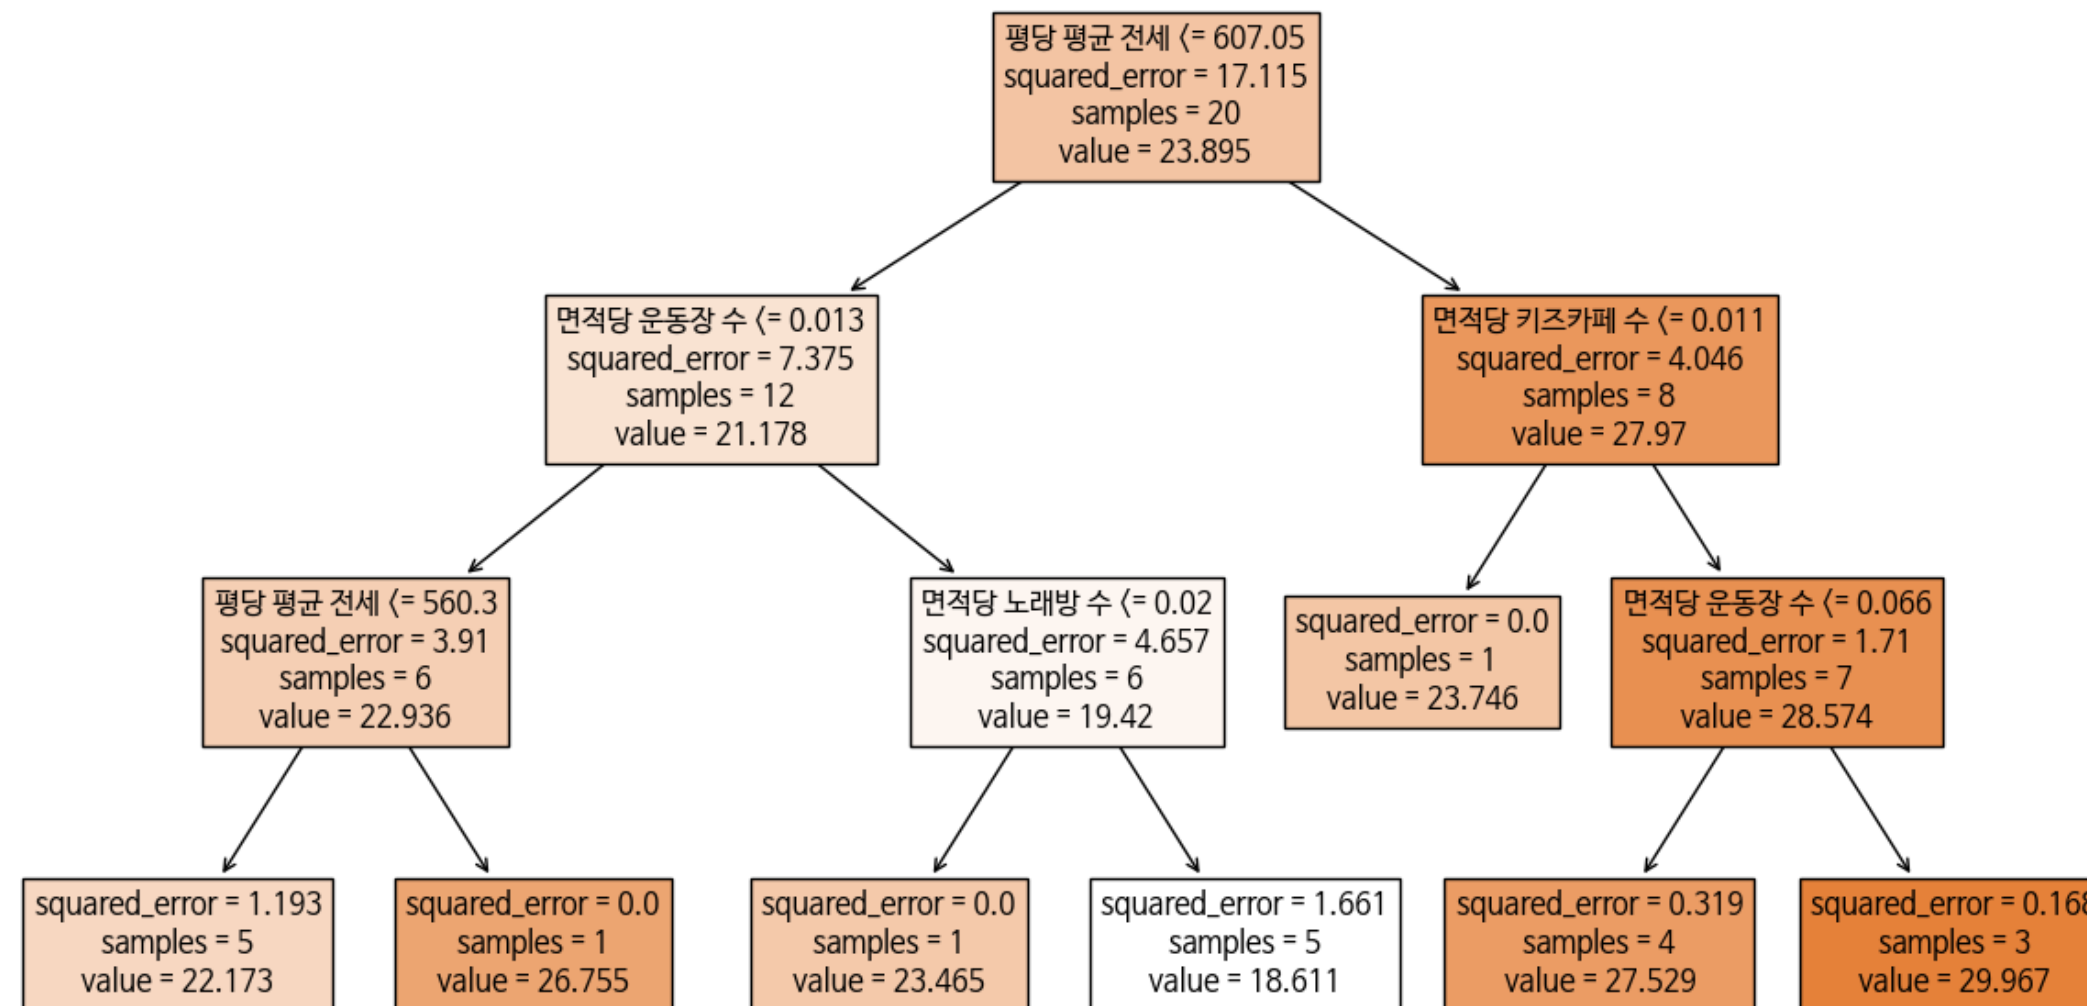 평당 평균 전세 <= 607.05
squared_error = 17.115
samples = 20
value = 23.895
면적당 운동장 수 <= 0.013
squared_error = 7.375
samples = 12
value = 21.178
면적당 키즈카페 수 <= 0.011
squared_error = 4.046
samples = 8
value = 27.97
평당 평균 전세 <= 560.3
squared_error = 3.91
samples = 6
value = 22.936
면적당 노래방 수 <= 0.02
squared_error = 4.657
samples = 6
value = 19.42
squared_error = 0.0
samples = 1
value = 23.746
면적당 운동장 수 <= 0.066
squared_error = 1.71
samples = 7
value = 28.574
squared_error = 1.193
samples = 5
value = 22.173
squared_error = 0.0
samples = 1
value = 26.755
squared_error = 0.0
samples = 1
value = 23.465
squared_error = 1.661
samples = 5
value = 18.611
squared_error = 0.319
samples = 4
value = 27.529
squared_error = 0.168
samples = 3
value = 29.967